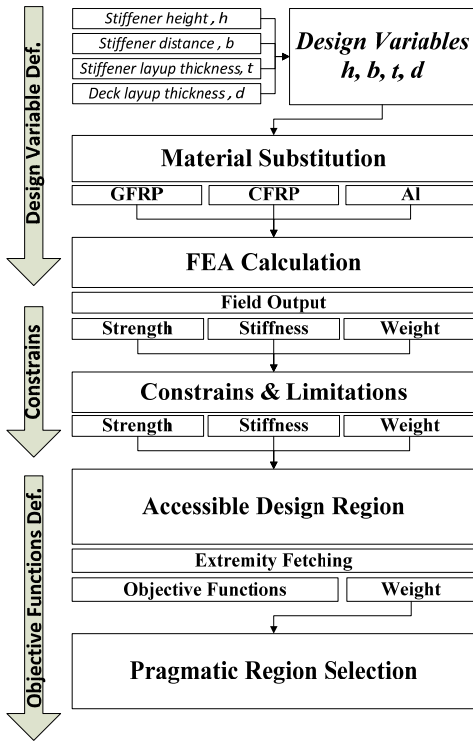 Design Variable Def.
Stiffener height , h
Stiffener distance , b
Stiffener layup thickness, t
Deck layup thickness, d
Design Variables
h, b, t, d
Material Substitution
GFRP
CFRP
Al
FEA Calculation
Field Output
Strength
Stiffness
Weight
Constrains
Constrains & Limitations
Strength
Stiffness
Weight
Objective Functions Def.
Accessible Design Region
Extremity Fetching
Objective Functions
Weight
Pragmatic Region Selection